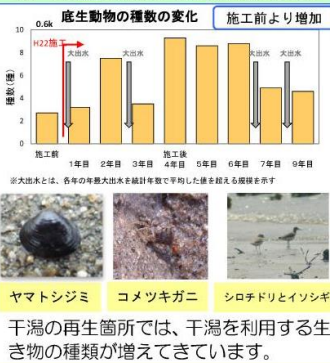 底生動物の種数の変化
施工前より増加
0.6k
H22施工
大出水
大出水
大出水
大出水
種数(種)
10
8
6
4
2
0
施工前
1年目
2年目
3年目
施工後
4年目
5年目
6年目
7年目
9年目
※大出水とは、各年の年最大出水を統計年数で平均した値を超える規模を示す
ヤマトシジミ
コメツキガニ
シロチドリとイソシギ
干潟の再生箇所では、干潟を利用する生
き物の種類が増えてきています。